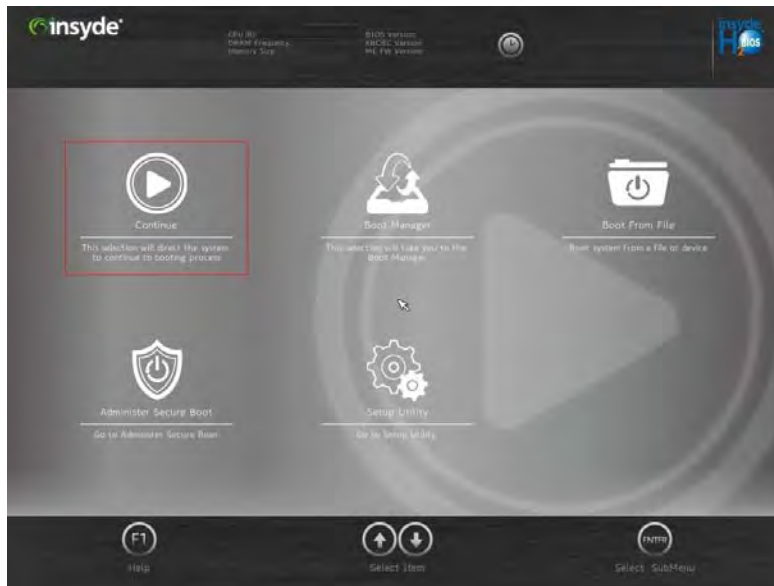 insyde
CPU ID:
DRAM Frequency
Memory Size
BIOS Version:
KBC/EC Version
ME FW Version
insyde
H2O
BIOS
Continue
This selection will direct the system
to continue to booting process
Boot Manager
This selection will take you to the
Boot Manager
Boot From File
Boot system from a file or device
Administer Secure Boot
Go to Administer Secure Boot
Setup Utility
Go to Setup Utility
F1
Help
Select Item
ENTER
Select SubMenu